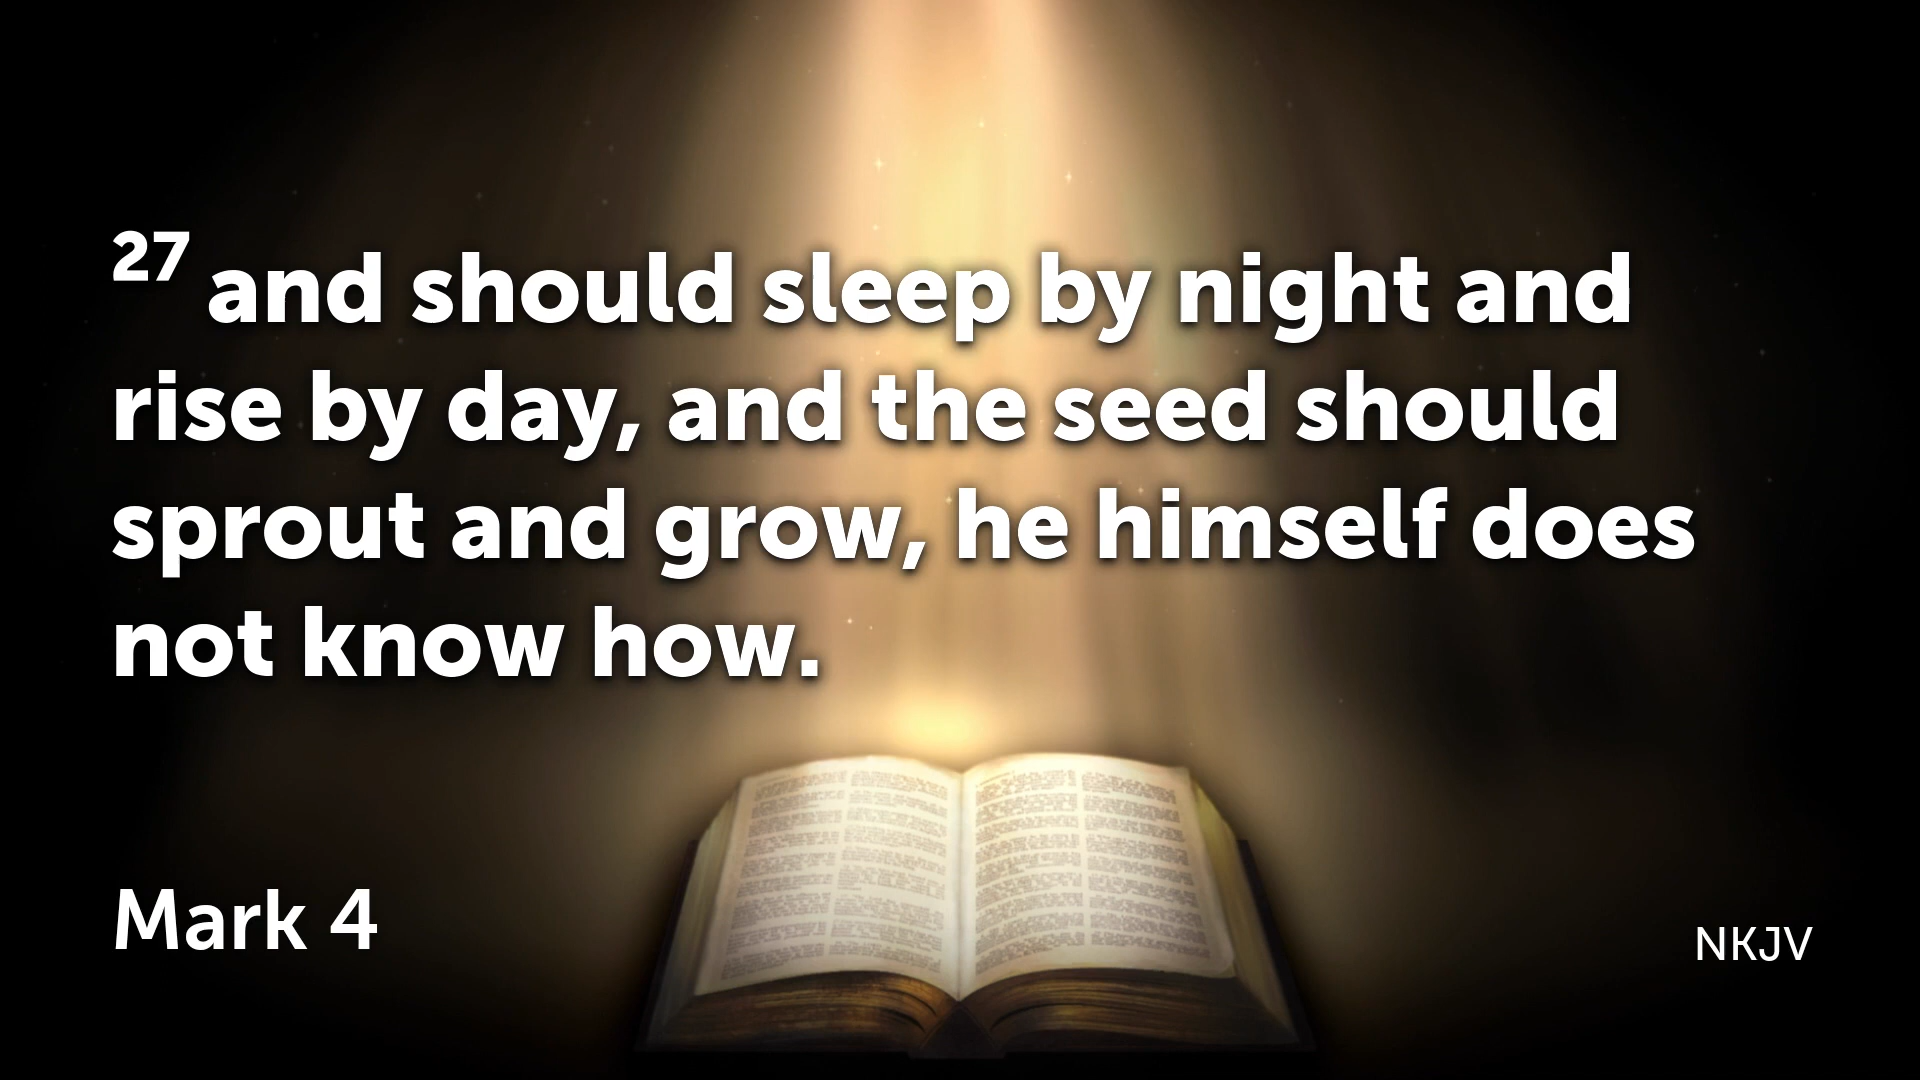 27 and should sleep by night and
rise by day, and the seed should
sprout and grow, he himself does
not know how.
Mark 4
NKJV